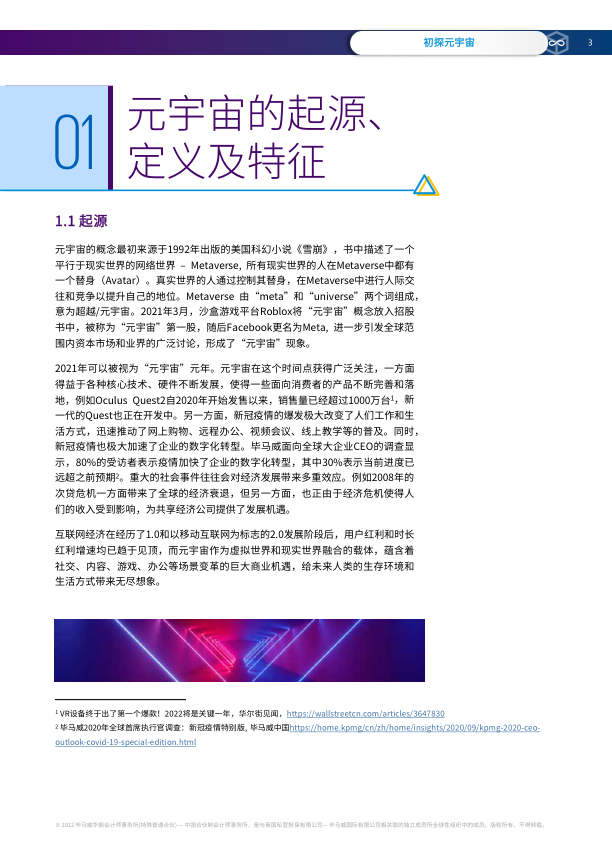 初探元宇宙
3
01
元宇宙的起源、
定义及特征
1.1 起源
元宇宙的概念最初来源于1992年出版的美国科幻小说《雪崩》，书中描述了一个
平行于现实世界的网络世界 – Metaverse, 所有现实世界的人在Metaverse中都有
一个替身（Avatar）。真实世界的人通过控制其替身，在Metaverse中进行人际交
往和竞争以提升自己的地位。Metaverse 由“meta”和“universe”两个词组成，
意为超越/元宇宙。2021年3月，沙盒游戏平台Roblox将“元宇宙”概念放入招股
书中，被称为“元宇宙”第一股，随后Facebook更名为Meta, 进一步引发全球范
围内资本市场和业界的广泛讨论，形成了“元宇宙”现象。
2021年可以被视为“元宇宙”元年。元宇宙在这个时间点获得广泛关注，一方面
得益于各种核心技术、硬件不断发展，使得一些面向消费者的产品不断完善和落
地，例如Oculus Quest2自2020年开始发售以来，销售量已经超过1000万台¹，新
一代的Quest也正在开发中。另一方面，新冠疫情的爆发极大改变了人们工作和生
活方式，迅速推动了网上购物、远程办公、视频会议、线上教学等的普及。同时，
新冠疫情也极大加速了企业的数字化转型。毕马威面向全球大企业CEO的调查显
示，80%的受访者表示疫情加快了企业的数字化转型，其中30%表示当前进度已
远超之前预期²。重大的社会事件往往会对经济发展带来多重效应。例如2008年的
次贷危机一方面带来了全球的经济衰退，但另一方面，也正由于经济危机使得人
们的收入受到影响，为共享经济公司提供了发展机遇。
互联网经济在经历了1.0和以移动互联网为标志的2.0发展阶段后，用户红利和时长
红利增速均已趋于见顶，而元宇宙作为虚拟世界和现实世界融合的载体，蕴含着
社交、内容、游戏、办公等场景变革的巨大商业机遇，给未来人类的生存环境和
生活方式带来无尽想象。
¹ VR设备终于出了第一个爆款！2022将是关键一年，华尔街见闻，https://wallstreetcn.com/articles/3647830
² 毕马威2020年全球首席执行官调查：新冠疫情特别版, 毕马威中国https://home.kpmg/cn/zh/home/insights/2020/09/kpmg-2020-ceo-
outlook-covid-19-special-edition.html
© 2022 毕马威华振会计师事务所(特殊普通合伙) — 中国合伙制会计师事务所，是与英国私营担保有限公司— 毕马威国际有限公司相关联的独立成员所全球性组织中的成员。版权所有，不得转载。